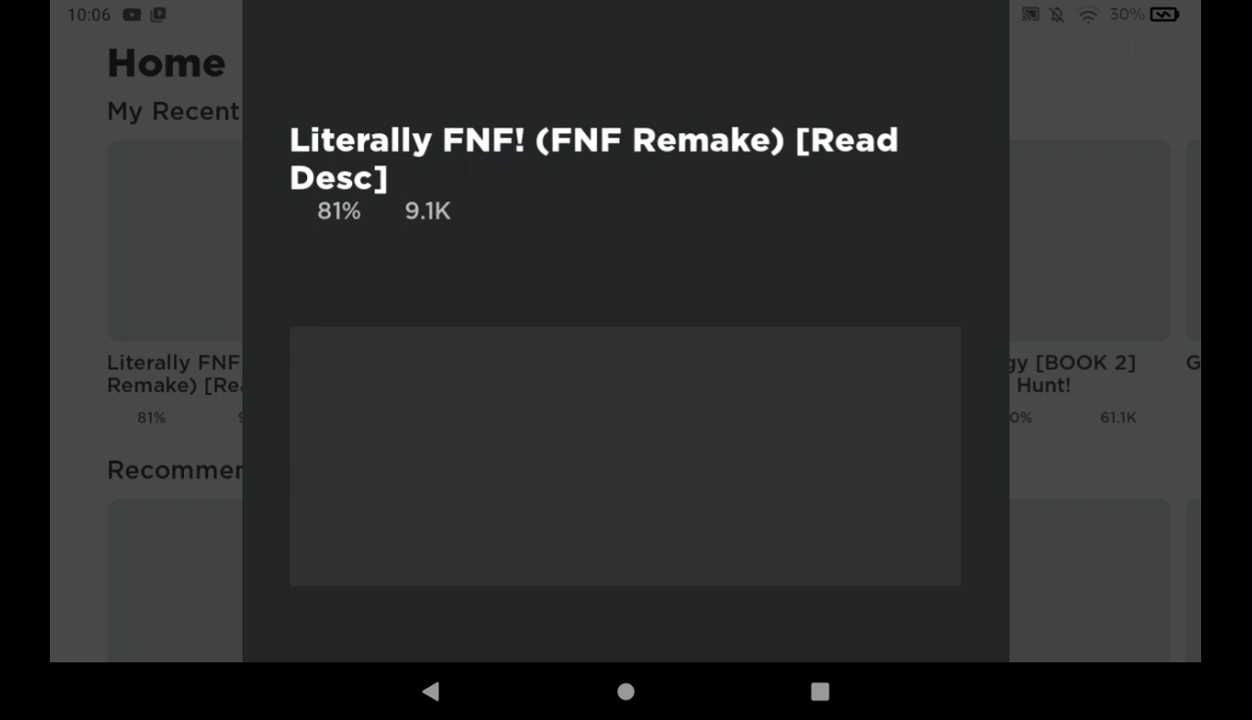 10:06
30%
Home
My Recent
Literally FNF! (FNF Remake) [Read
Desc]
81% 9.1K
Literally FNF
Remake) [Rea
81%
gy [BOOK 2]
Hunt!
0% 61.1K
G
Recommen